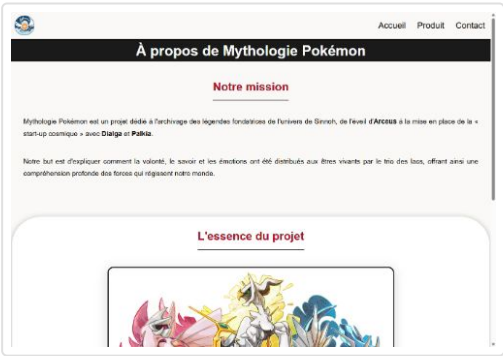 Accueil Produit Contact
À propos de Mythologie Pokémon
Notre mission
Mythologie Pokémon est un projet dédié à l'archivage des légendes fondatrices de l'univers de Sinnoh, de l'éveil d'Arceus à la mise en place de la «
start-up cosmique » avec Dialga et Palkia.
Notre but est d'expliquer comment la volonté, le savoir et les émotions ont été distribués aux êtres vivants par le trio des lacs, offrant ainsi une
compréhension profonde des forces qui régissent notre monde.
L'essence du projet